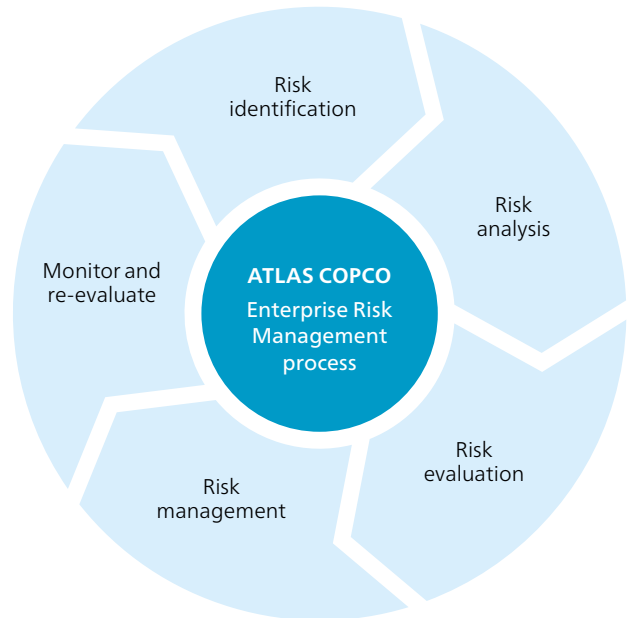 Risk
identification
Risk
analysis
Risk
evaluation
Risk
management
Monitor and
re-evaluate
ATLAS COPCO
Enterprise Risk
Management
process